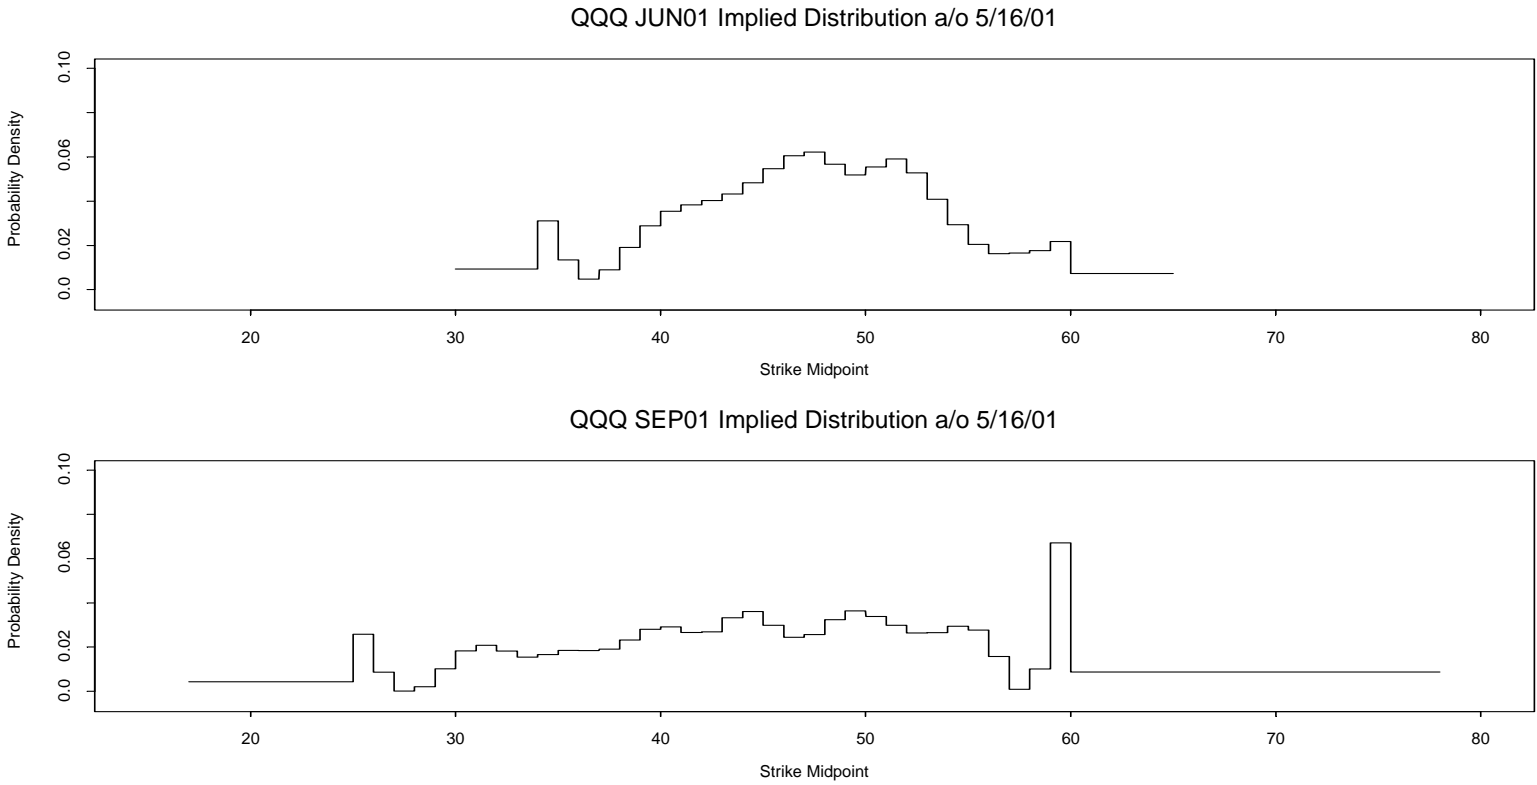 QQQ JUN01 Implied Distribution a/o 5/16/01
Probability Density
0.10
0.06
0.02
0.0
20 30 40 50 60 70 80
Strike Midpoint
QQQ SEP01 Implied Distribution a/o 5/16/01
Probability Density
0.10
0.06
0.02
0.0
20 30 40 50 60 70 80
Strike Midpoint